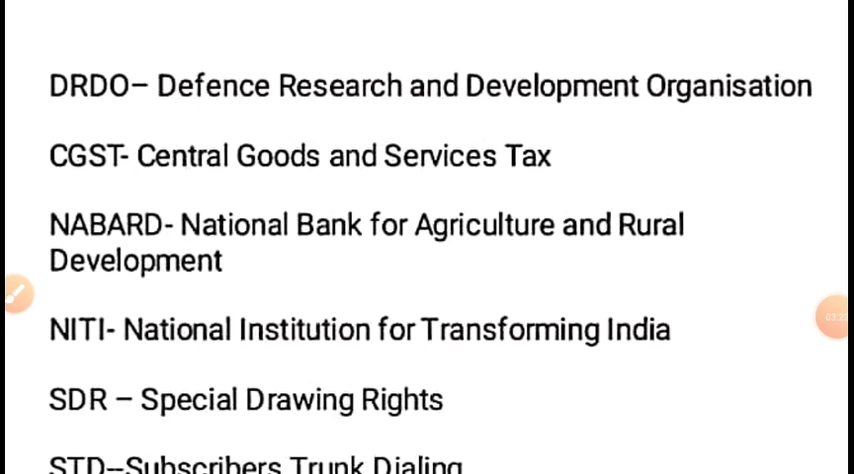 DRDO– Defence Research and Development Organisation
CGST- Central Goods and Services Tax
NABARD- National Bank for Agriculture and Rural
Development
NITI- National Institution for Transforming India
SDR – Special Drawing Rights
STD--Subscribers Trunk Dialing